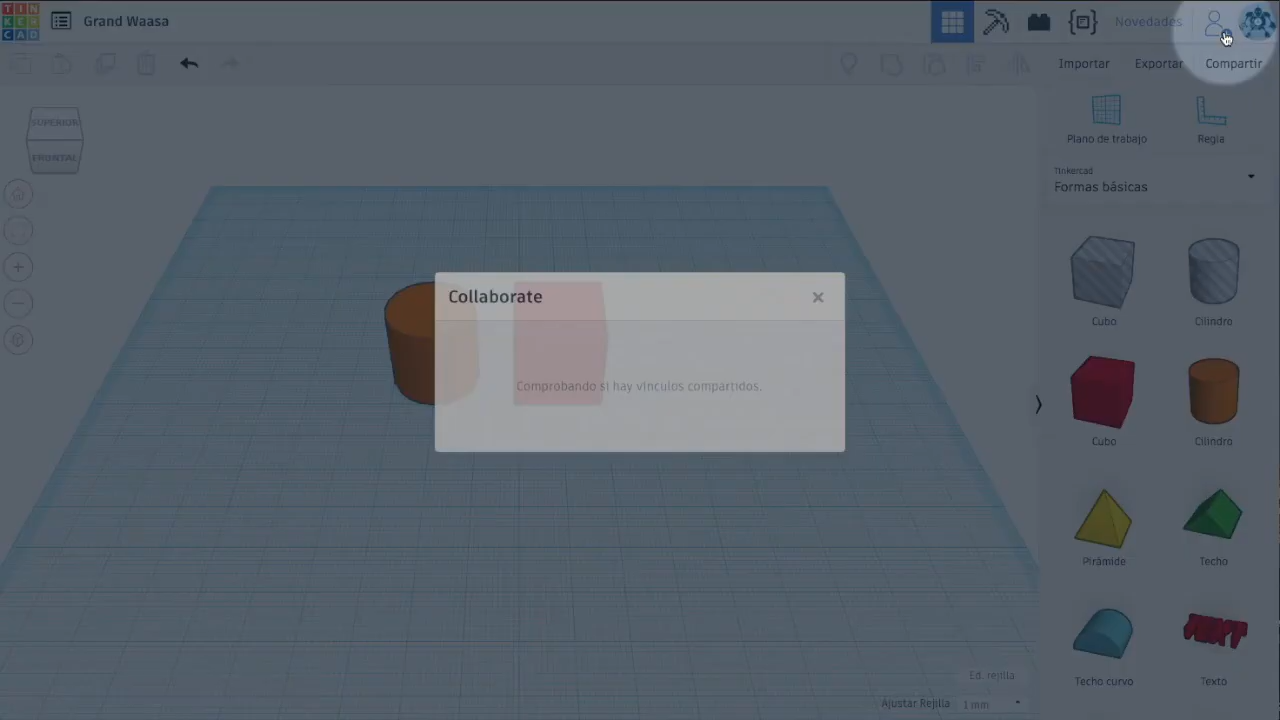 TIN
KER
CAD
Grand Waasa
Novedades
Importar
Exportar
Compartir
SUPERIOR
FRONTAL
Plano de trabajo
Regla
Tinkercad
Formas básicas
Collaborate
Comprobando si hay vínculos compartidos.
Cubo
Cilindro
Cubo
Cilindro
Pirámide
Techo
TEXT
Techo curvo
Texto
Ed. rejilla
Ajustar Rejilla
1 mm